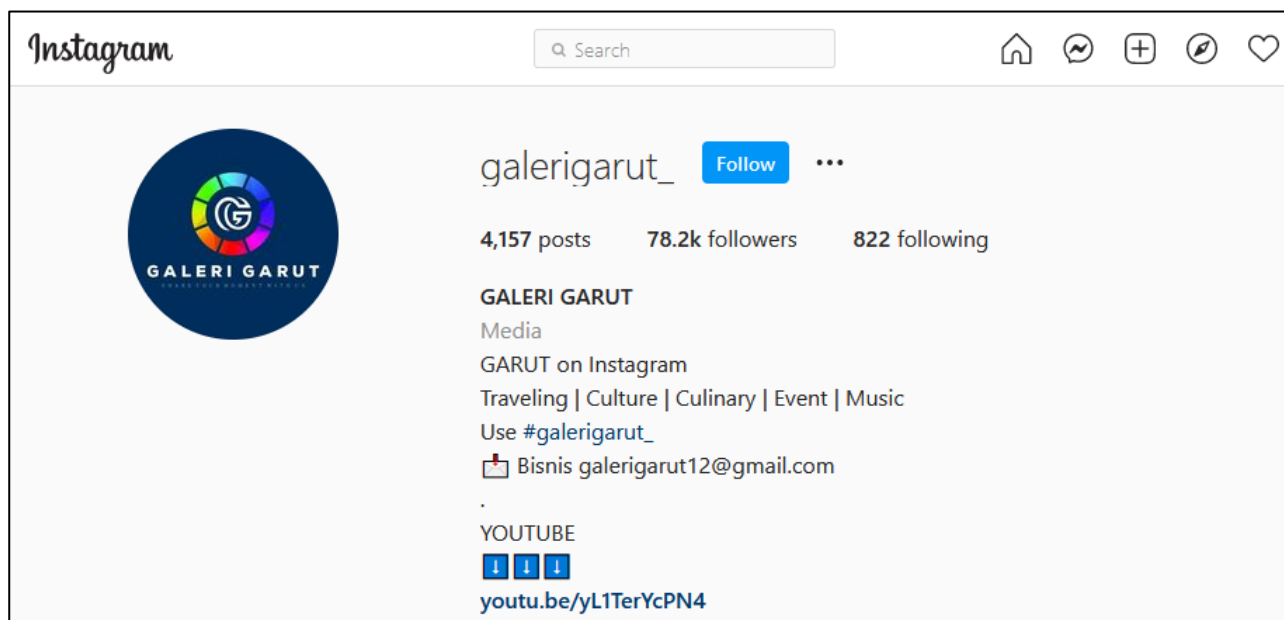 Instagram
Search
galerigarut_ Follow
4,157 posts 78.2k followers 822 following
GALERI GARUT
GALERI GARUT
Media
GARUT on Instagram
Traveling | Culture | Culinary | Event | Music
Use #galerigarut_
📩 Bisnis galerigarut12@gmail.com
.
YOUTUBE
⬇️⬇️⬇️
youtu.be/yL1TerYcPN4